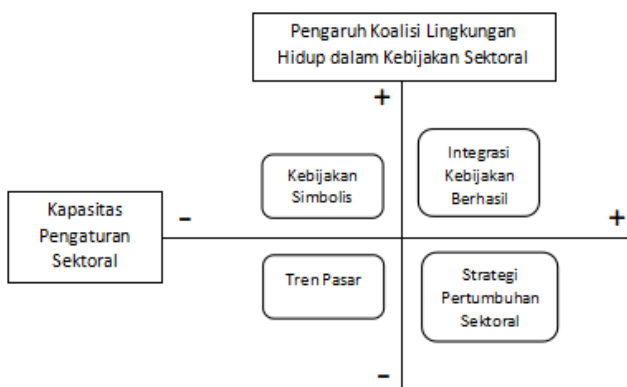 Pengaruh Koalisi Lingkungan
Hidup dalam Kebijakan Sektoral
+
Kebijakan
Simbolis
Integrasi
Kebijakan
Berhasil
Kapasitas
Pengaturan
Sektoral
-
+
Tren Pasar
Strategi
Pertumbuhan
Sektoral
-